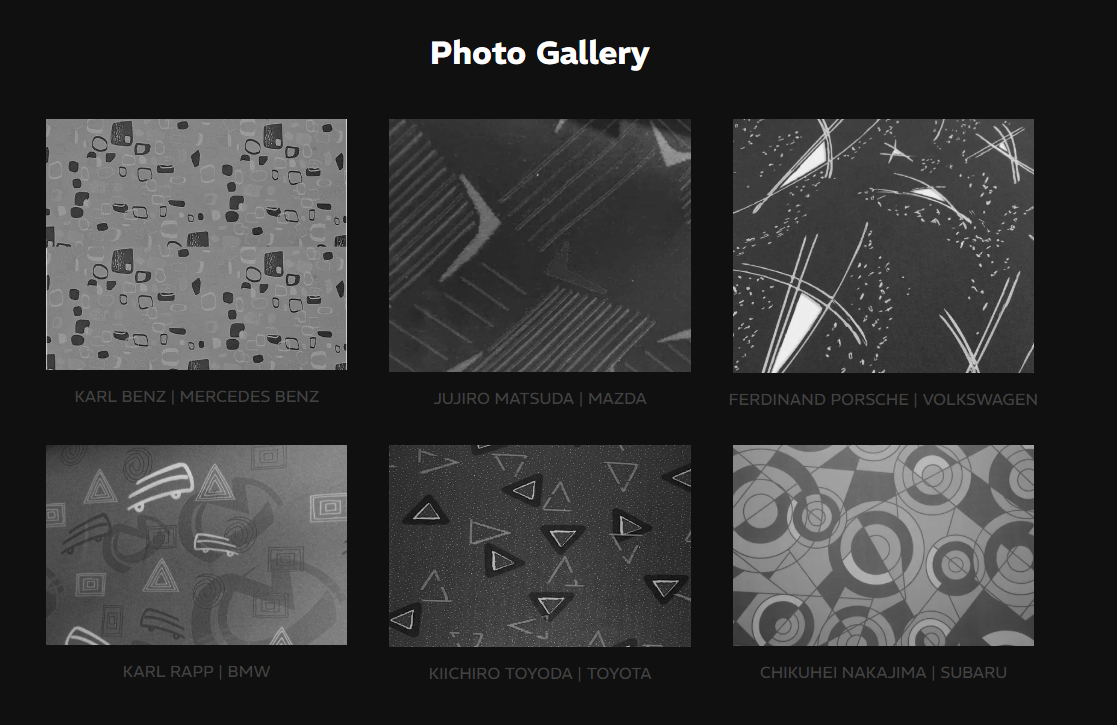 Photo Gallery
KARL BENZ | MERCEDES BENZ
JUJIRO MATSUDA | MAZDA
FERDINAND PORSCHE | VOLKSWAGEN
KARL RAPP | BMW
KIICHIRO TOYODA | TOYOTA
CHIKUHEI NAKAJIMA | SUBARU